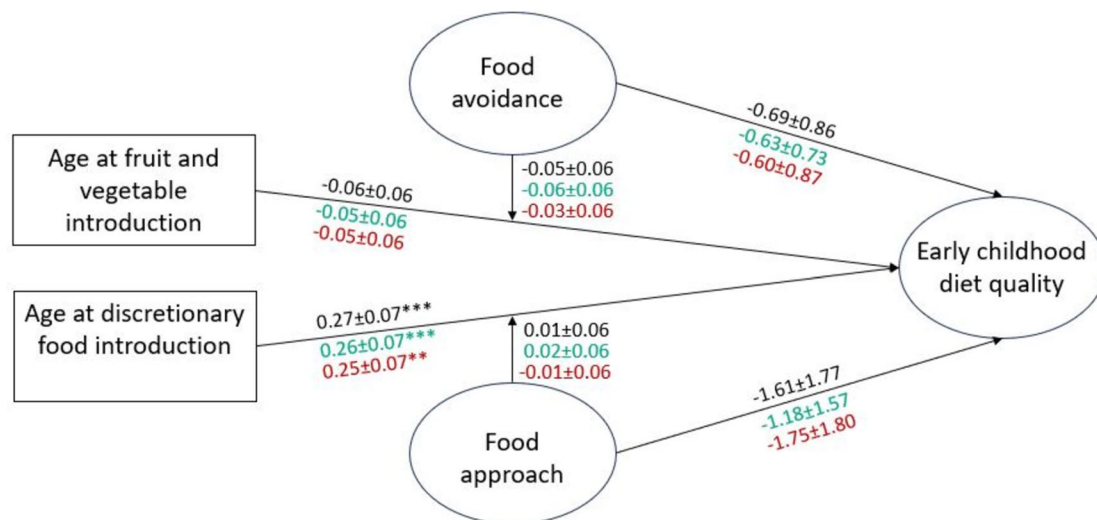 Food
avoidance
-0.69±0.86
-0.63±0.73
-0.60±0.87
Age at fruit and
vegetable
introduction
-0.06±0.06
-0.05±0.06
-0.05±0.06
-0.05±0.06
-0.06±0.06
-0.03±0.06
Early childhood
diet quality
Age at discretionary
food introduction
0.27±0.07***
0.26±0.07***
0.25±0.07**
0.01±0.06
0.02±0.06
-0.01±0.06
Food
approach
-1.61±1.77
-1.18±1.57
-1.75±1.80